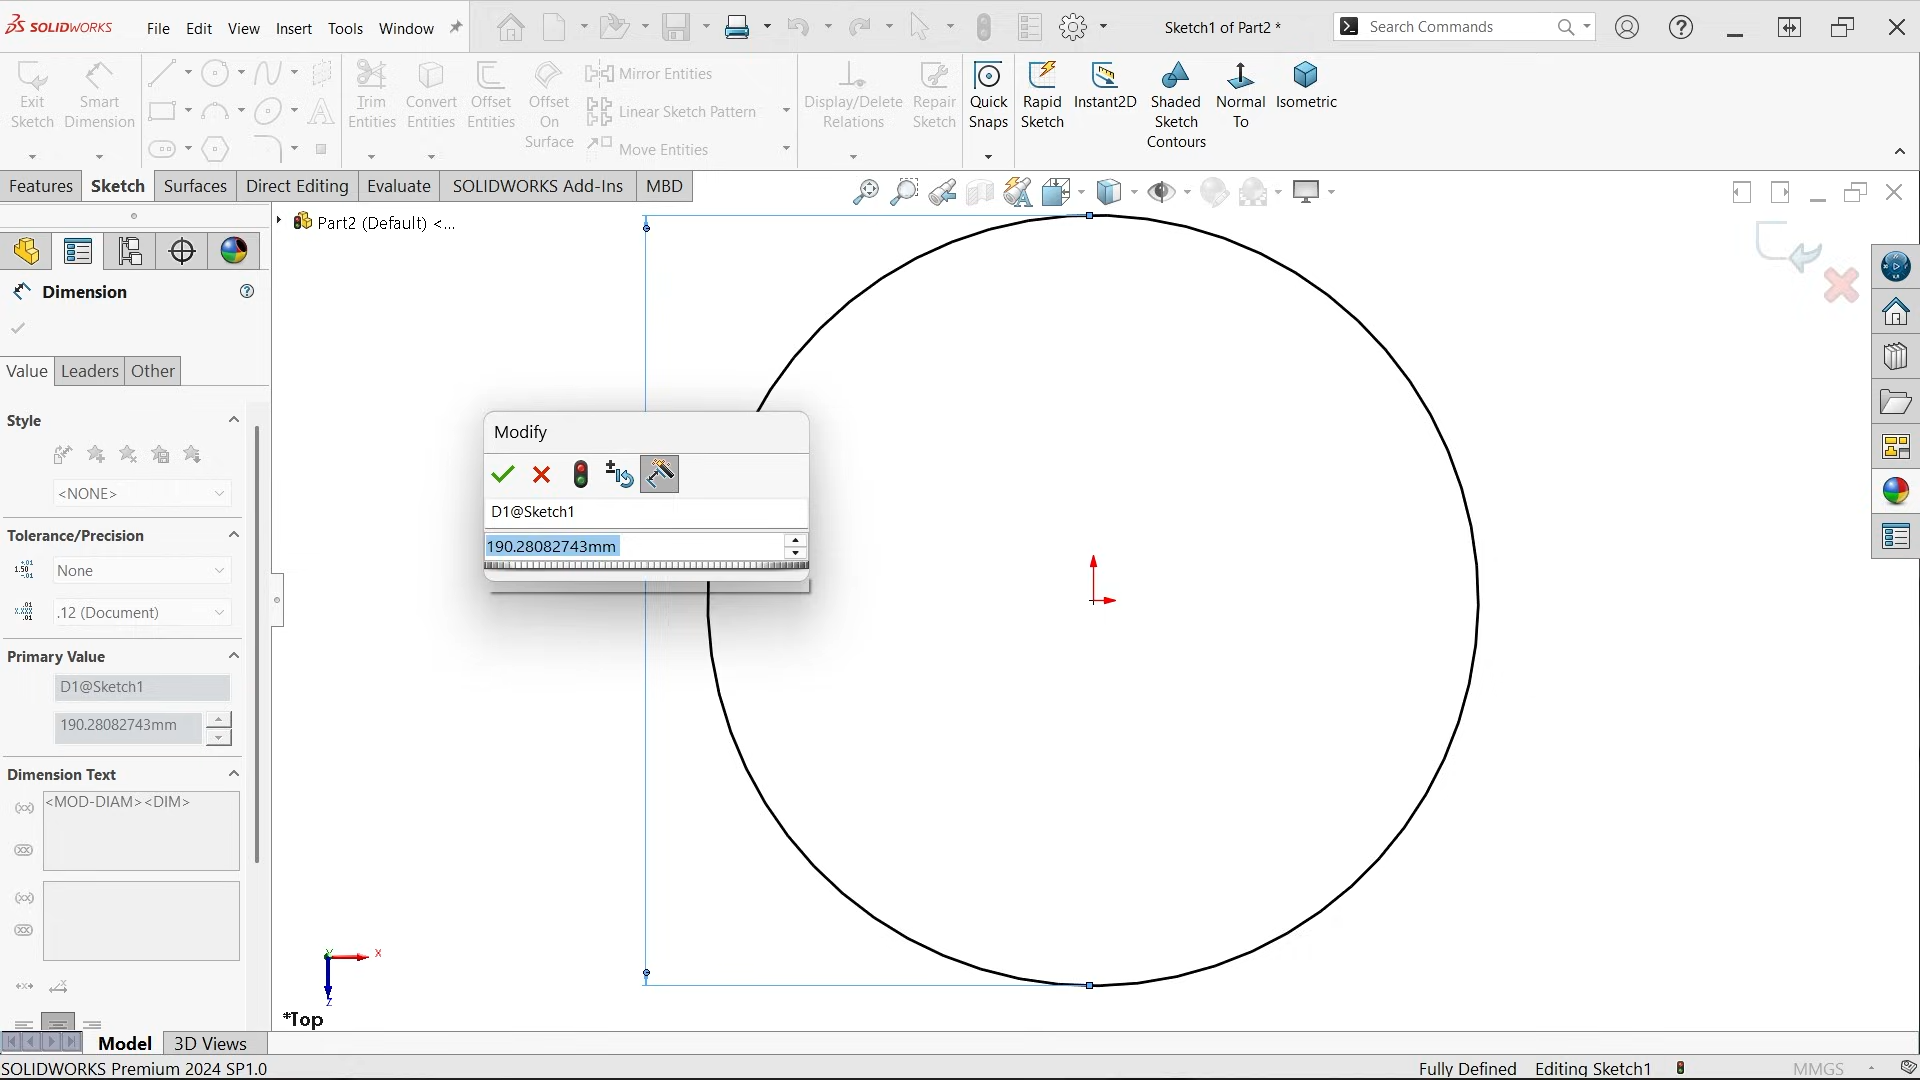 SOLIDWORKS File Edit View Insert Tools Window Sketch1 of Part2 * Search Commands
Exit Sketch
Smart Dimension
Trim Entities
Convert Entities
Offset Entities
Offset On Surface
Mirror Entities
Linear Sketch Pattern
Move Entities
Display/Delete Relations
Repair Sketch
Quick Snaps
Rapid Sketch
Instant2D
Shaded Sketch Contours
Normal To
Isometric
Features Sketch Surfaces Direct Editing Evaluate SOLIDWORKS Add-Ins MBD
Part2 (Default) <...
Dimension
Value Leaders Other
Style
<NONE>
Tolerance/Precision
None
.12 (Document)
Primary Value
D1@Sketch1
190.28082743mm
Dimension Text
<MOD-DIAM><DIM>
Modify
D1@Sketch1
190.28082743mm
Y
X
Z
*Top
Model 3D Views
SOLIDWORKS Premium 2024 SP1.0 Fully Defined Editing Sketch1 MMGS